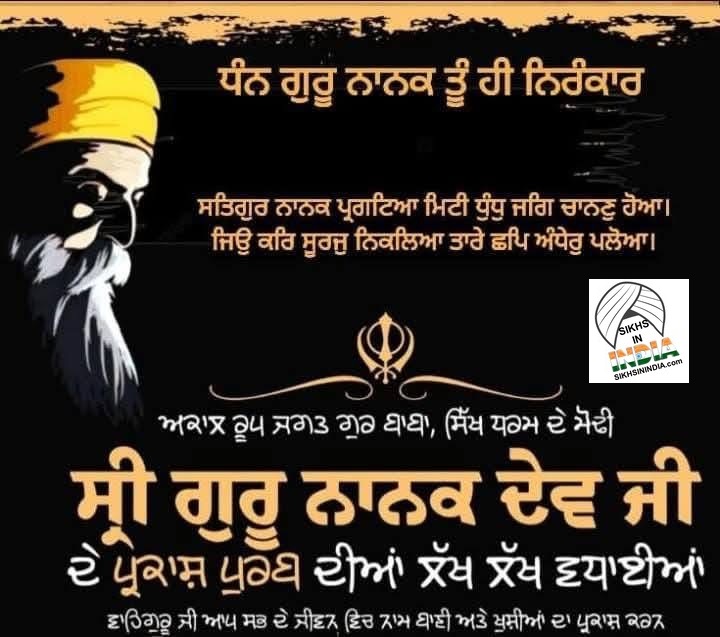 ਧੰਨ ਗੁਰੂ ਨਾਨਕ ਤੂੰ ਹੀ ਨਿਰੰਕਾਰ
ਸਤਿਗੁਰ ਨਾਨਕ ਪ੍ਰਗਟਿਆ ਮਿਟੀ ਧੁੰਧੁ ਜਗਿ ਚਾਨਣੁ ਹੋਆ।
ਜਿਉ ਕਰਿ ਸੂਰਜੁ ਨਿਕਲਿਆ ਤਾਰੇ ਛਪਿ ਅੰਧੇਰੁ ਪਲੋਆ।
SIKHS
IN
INDIA
SIKHSININDIA.com
ਅਕਾਲ ਰੂਪ ਜਗਤ ਗੁਰ ਬਾਬਾ, ਸਿੱਖ ਧਰਮ ਦੇ ਮੋਢੀ
ਸ੍ਰੀ ਗੁਰੂ ਨਾਨਕ ਦੇਵ ਜੀ
ਦੇ ਪ੍ਰਕਾਸ਼ ਪੁਰਬ ਦੀਆਂ ਲੱਖ ਲੱਖ ਵਧਾਈਆਂ
ਵਾਹਿਗੁਰੂ ਜੀ ਆਪ ਸਭ ਦੇ ਜੀਵਨ ਵਿਚ ਨਾਮ ਬਾਣੀ ਅਤੇ ਖੁਸ਼ੀਆਂ ਦਾ ਪ੍ਰਕਾਸ਼ ਕਰਨ